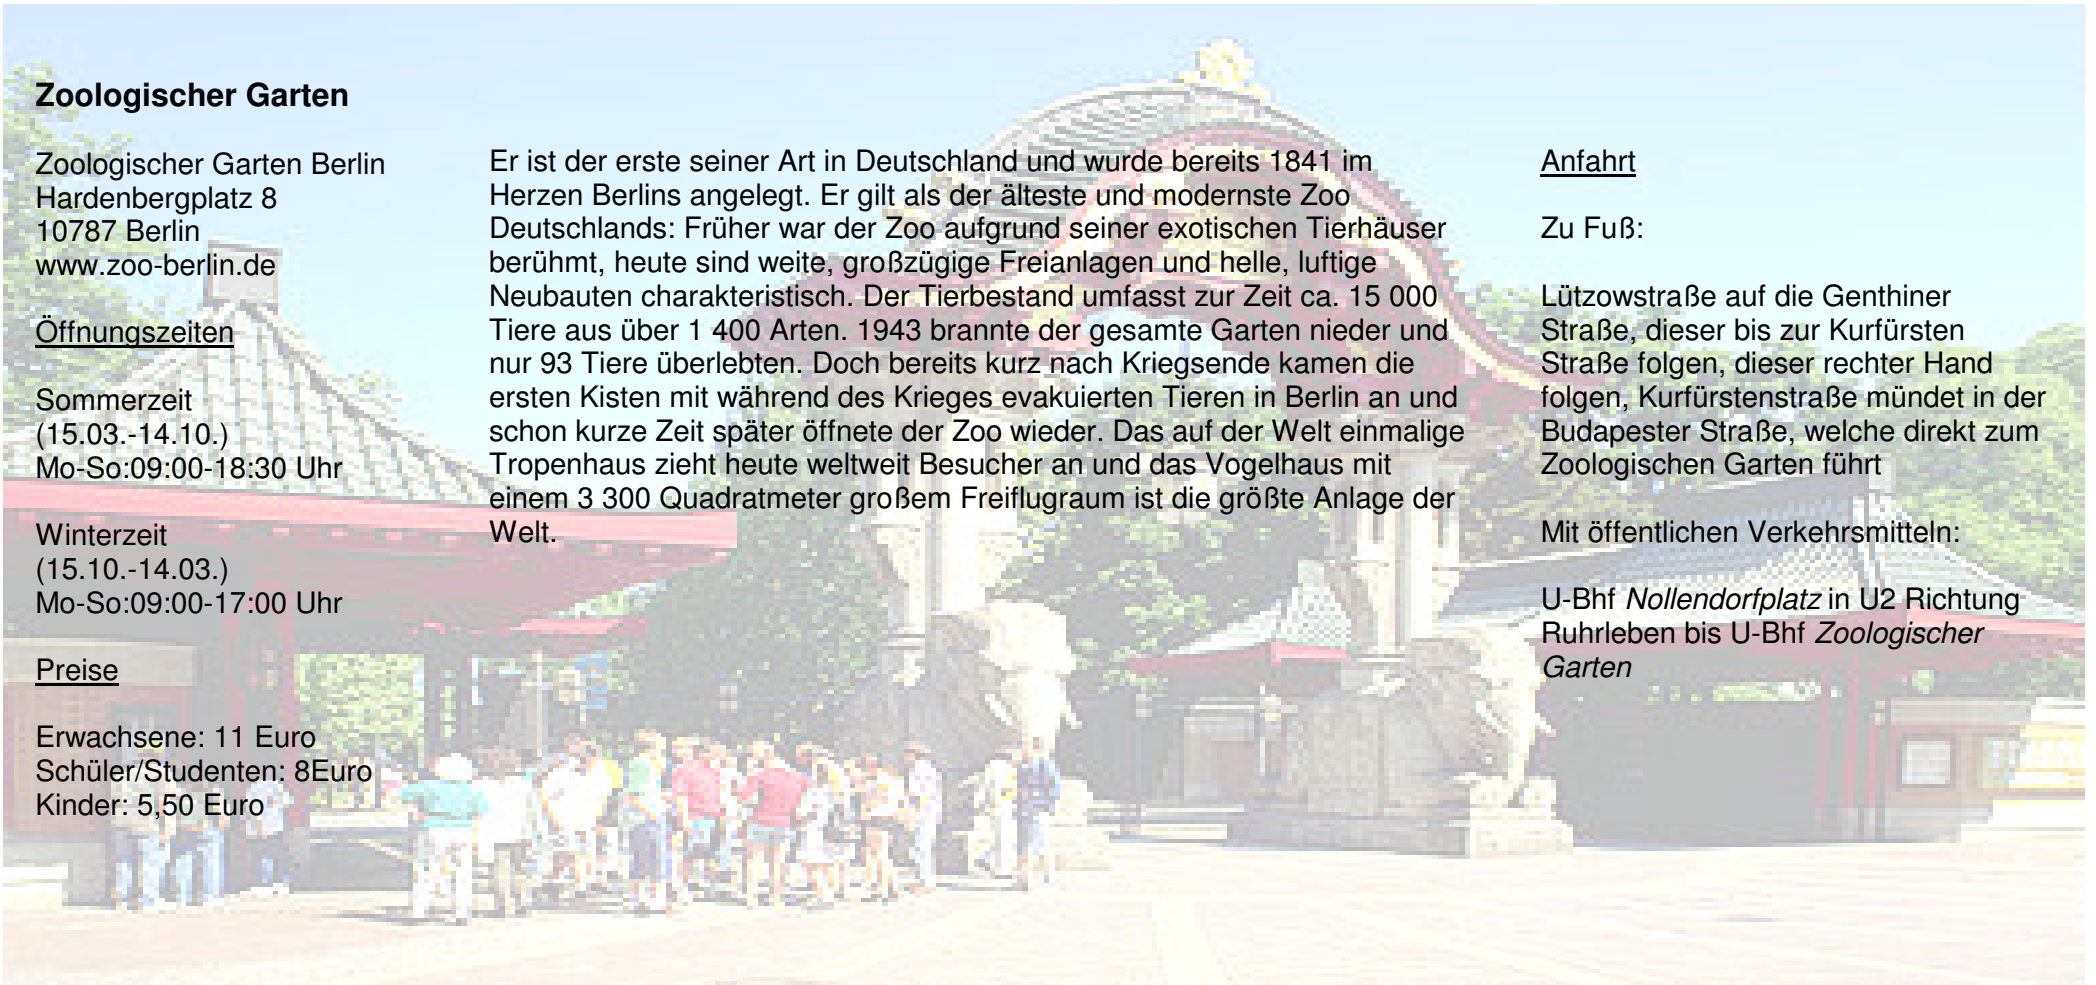 Zoologischer Garten
Zoologischer Garten Berlin
Hardenbergplatz 8
10787 Berlin
www.zoo-berlin.de
Öffnungszeiten
Sommerzeit
(15.03.-14.10.)
Mo-So:09:00-18:30 Uhr
Winterzeit
(15.10.-14.03.)
Mo-So:09:00-17:00 Uhr
Preise
Erwachsene: 11 Euro
Schüler/Studenten: 8Euro
Kinder: 5,50 Euro
Er ist der erste seiner Art in Deutschland und wurde bereits 1841 im
Herzen Berlins angelegt. Er gilt als der älteste und modernste Zoo
Deutschlands: Früher war der Zoo aufgrund seiner exotischen Tierhäuser
berühmt, heute sind weite, großzügige Freianlagen und helle, luftige
Neubauten charakteristisch. Der Tierbestand umfasst zur Zeit ca. 15 000
Tiere aus über 1 400 Arten. 1943 brannte der gesamte Garten nieder und
nur 93 Tiere überlebten. Doch bereits kurz nach Kriegsende kamen die
ersten Kisten mit während des Krieges evakuierten Tieren in Berlin an und
schon kurze Zeit später öffnete der Zoo wieder. Das auf der Welt einmalige
Tropenhaus zieht heute weltweit Besucher an und das Vogelhaus mit
einem 3 300 Quadratmeter großem Freiflugraum ist die größte Anlage der
Welt.
Anfahrt
Zu Fuß:
Lützowstraße auf die Genthiner
Straße, dieser bis zur Kurfürsten
Straße folgen, dieser rechter Hand
folgen, Kurfürstenstraße mündet in der
Budapester Straße, welche direkt zum
Zoologischen Garten führt
Mit öffentlichen Verkehrsmitteln:
U-Bhf Nollendorfplatz in U2 Richtung
Ruhrleben bis U-Bhf Zoologischer
Garten